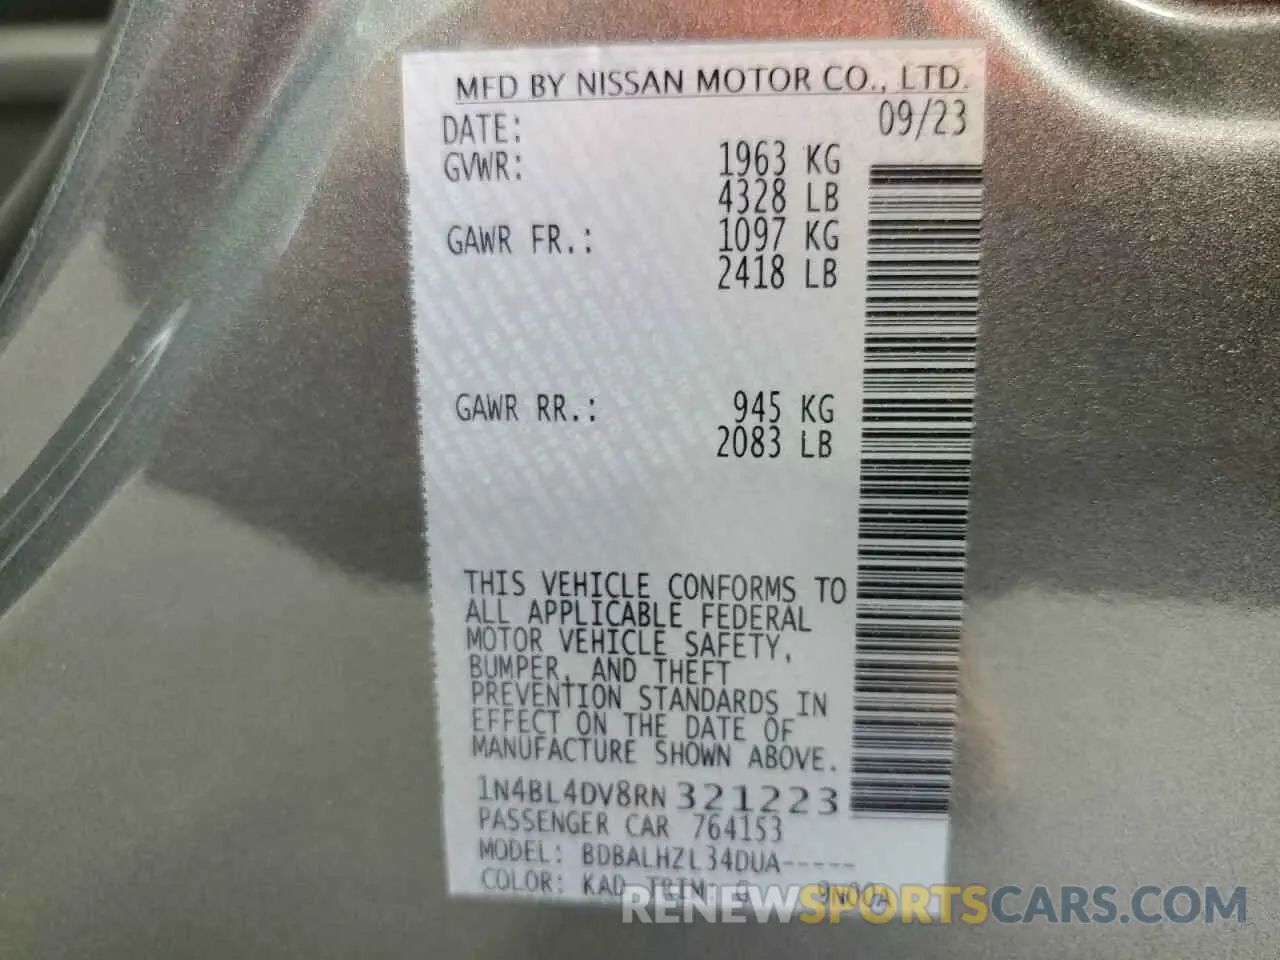 MFD BY NISSAN MOTOR CO., LTD.
DATE: 09/23
GVWR: 1963 KG
4328 LB
GAWR FR.: 1097 KG
2418 LB
GAWR RR.: 945 KG
2083 LB
THIS VEHICLE CONFORMS TO
ALL APPLICABLE FEDERAL
MOTOR VEHICLE SAFETY,
BUMPER, AND THEFT
PREVENTION STANDARDS IN
EFFECT ON THE DATE OF
MANUFACTURE SHOWN ABOVE.
1N4BL4DV8RN321223
PASSENGER CAR 764153
MODEL: BDBALHZL34DUA-----
COLOR: KAD TRIM: G 9N00A
RENEWSPORTSCARS.COM